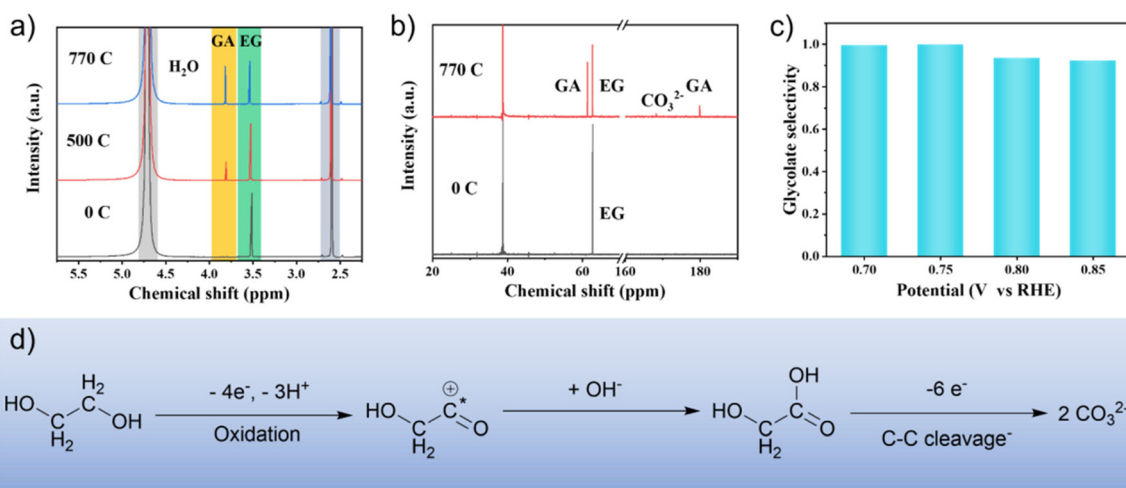 a)
770 C
H₂O
GA EG
500 C
0 C
Intensity (a.u.)
5.5 5.0 4.5 4.0 3.5 3.0 2.5
Chemical shift (ppm)
b)
770 C
GA EG
CO₃²⁻ GA
0 C
EG
Intensity (a.u.)
20 40 60 160 180
Chemical shift (ppm)
c)
Glycolate selectivity
1.0
0.8
0.6
0.4
0.2
0.0
0.70 0.75 0.80 0.85
Potential (V vs RHE)
d)
HO C H₂ H₂ C OH
- 4e⁻, - 3H⁺
Oxidation
HO C H₂ ⊕ C * O
+ OH⁻
HO C H₂ OH C O
-6 e⁻
C-C cleavage⁻
2 CO₃²⁻